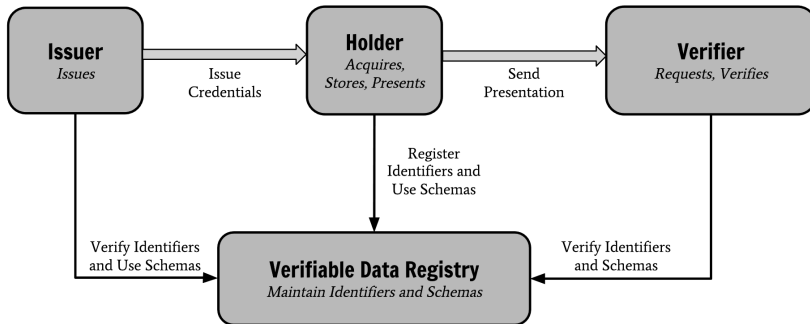 Issuer
Issues
Issue
Credentials
Holder
Acquires,
Stores, Presents
Send
Presentation
Verifier
Requests, Verifies
Register
Identifiers and
Use Schemas
Verify Identifiers
and Use Schemas
Verifiable Data Registry
Maintain Identifiers and Schemas
Verify Identifiers
and Schemas